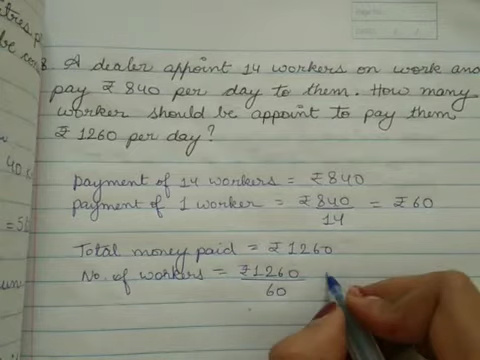 B. A dealer appoint 14 workers on work and
pay ₹ 840 per day to them. How many
worker should be appoint to pay them
₹ 1260 per day?
payment of 14 workers = ₹ 840
payment of 1 worker = ₹ 840 / 14 = ₹ 60
Total money paid = ₹ 1260
No. of workers = ₹ 1260 / 60